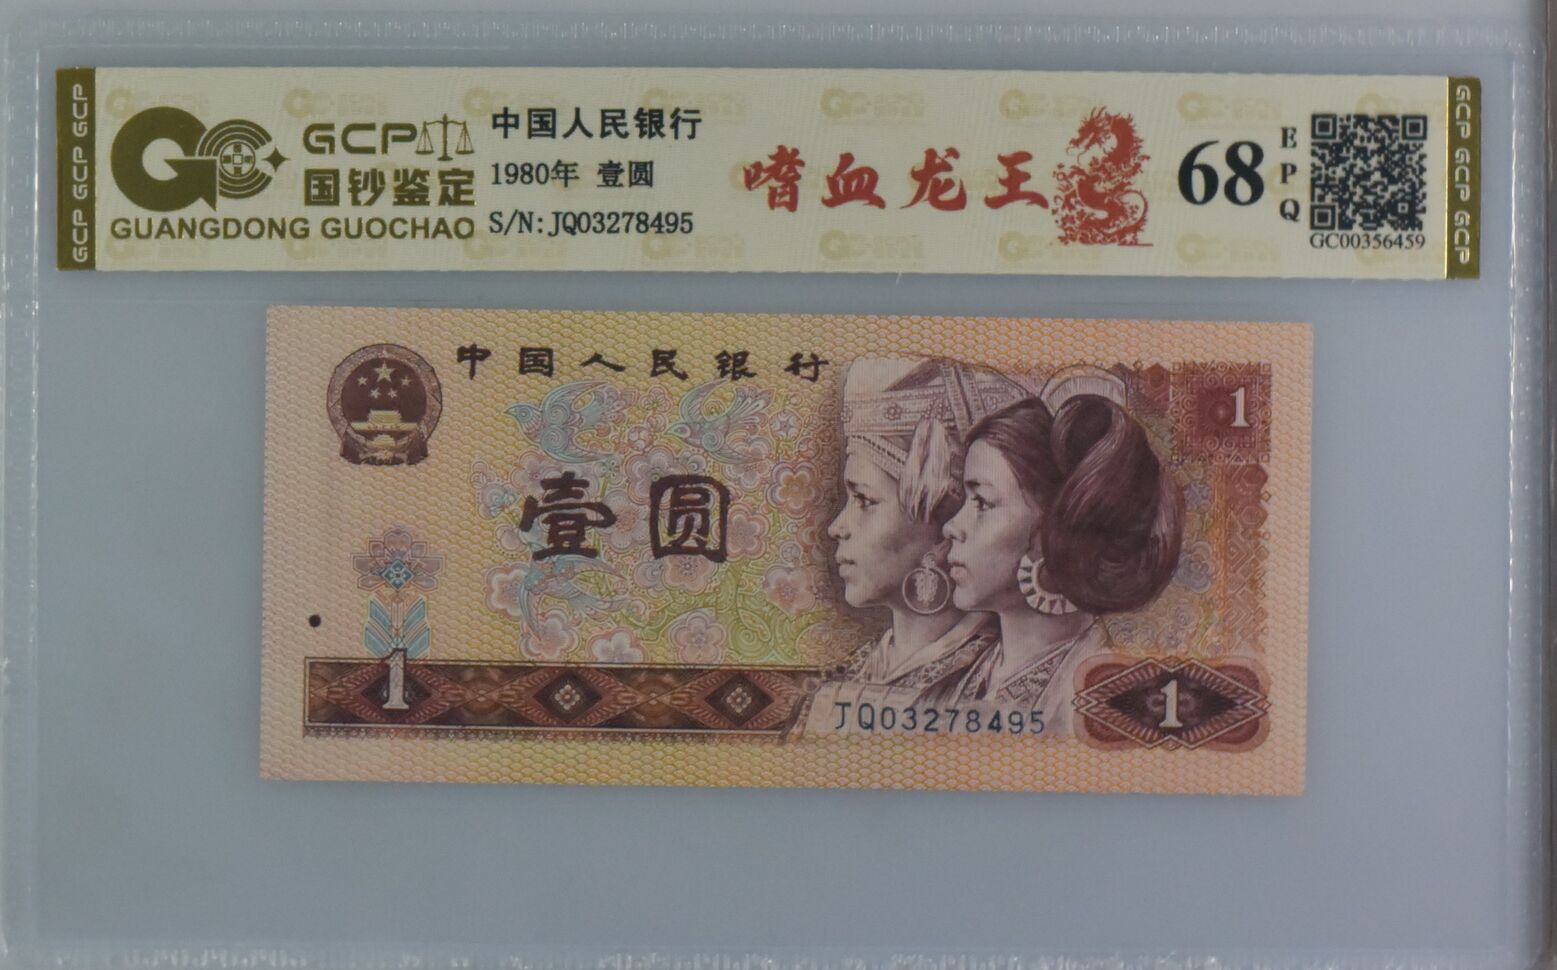 GCP GCP GCP
GCP
国钞鉴定
GUANGDONG GUOCHAO
中国人民银行
1980年 壹圆
S/N:JQ03278495
嗜血龙王
68
EPQ
GC00356459
GCP GCP GCP
中国人民银行
1
壹圆
1
JQ03278495
1